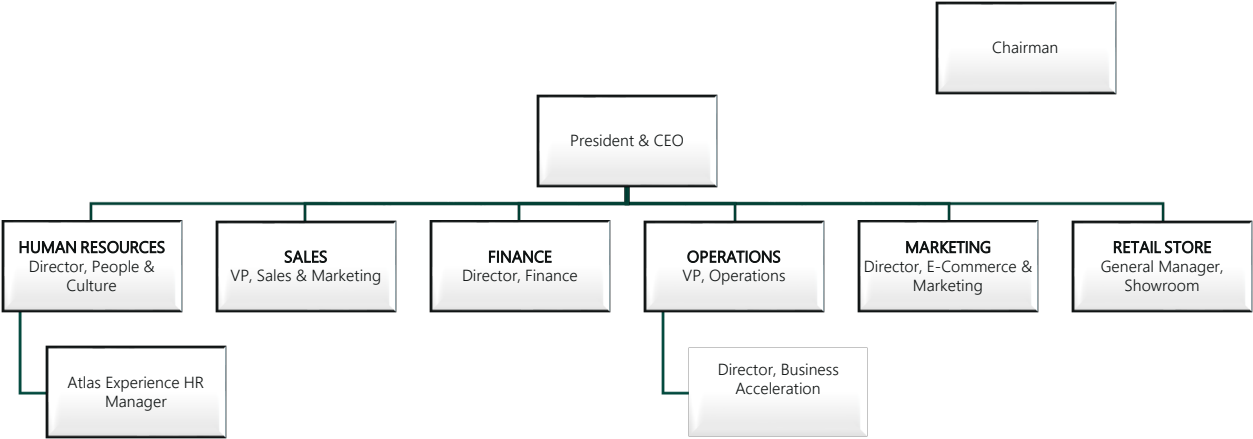 Chairman
President & CEO
HUMAN RESOURCES
Director, People &
Culture
SALES
VP, Sales & Marketing
FINANCE
Director, Finance
OPERATIONS
VP, Operations
MARKETING
Director, E-Commerce &
Marketing
RETAIL STORE
General Manager,
Showroom
Atlas Experience HR
Manager
Director, Business
Acceleration